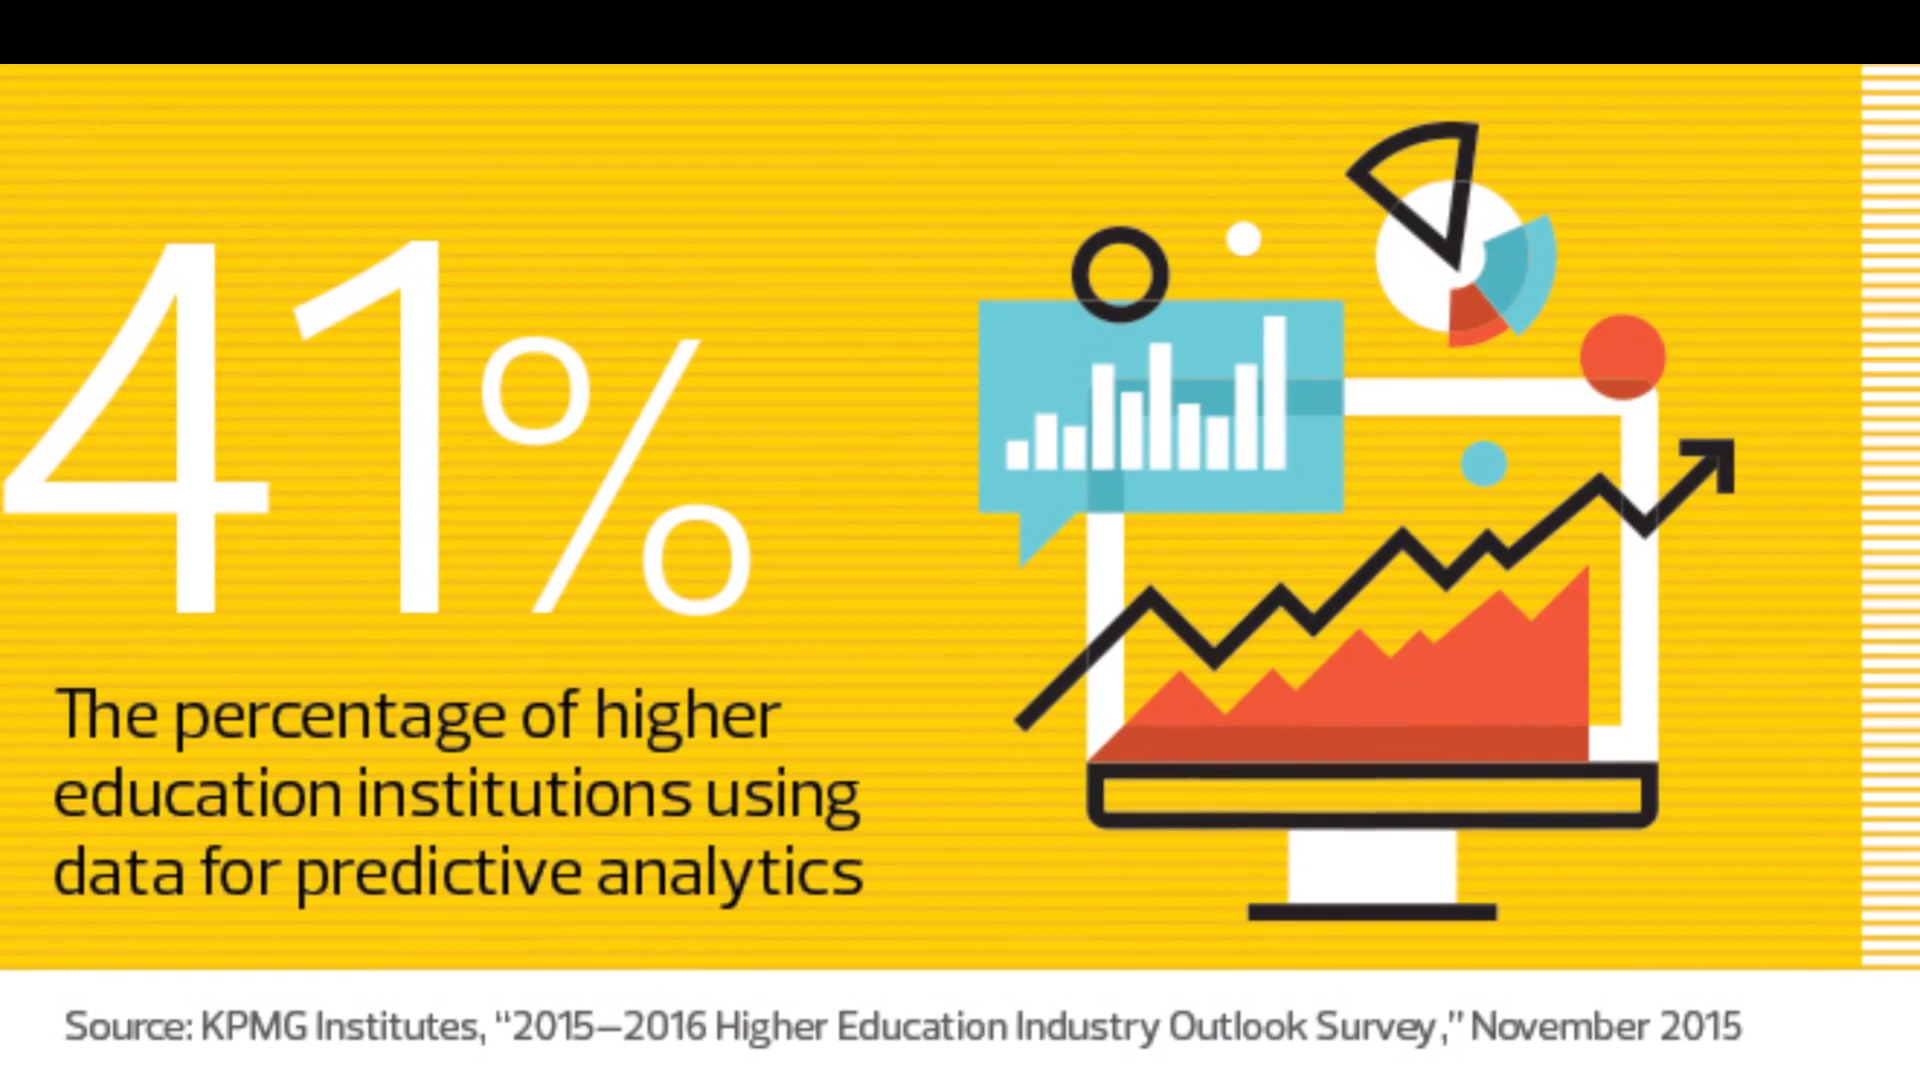 41%
The percentage of higher
education institutions using
data for predictive analytics
Source: KPMG Institutes, “2015–2016 Higher Education Industry Outlook Survey,” November 2015